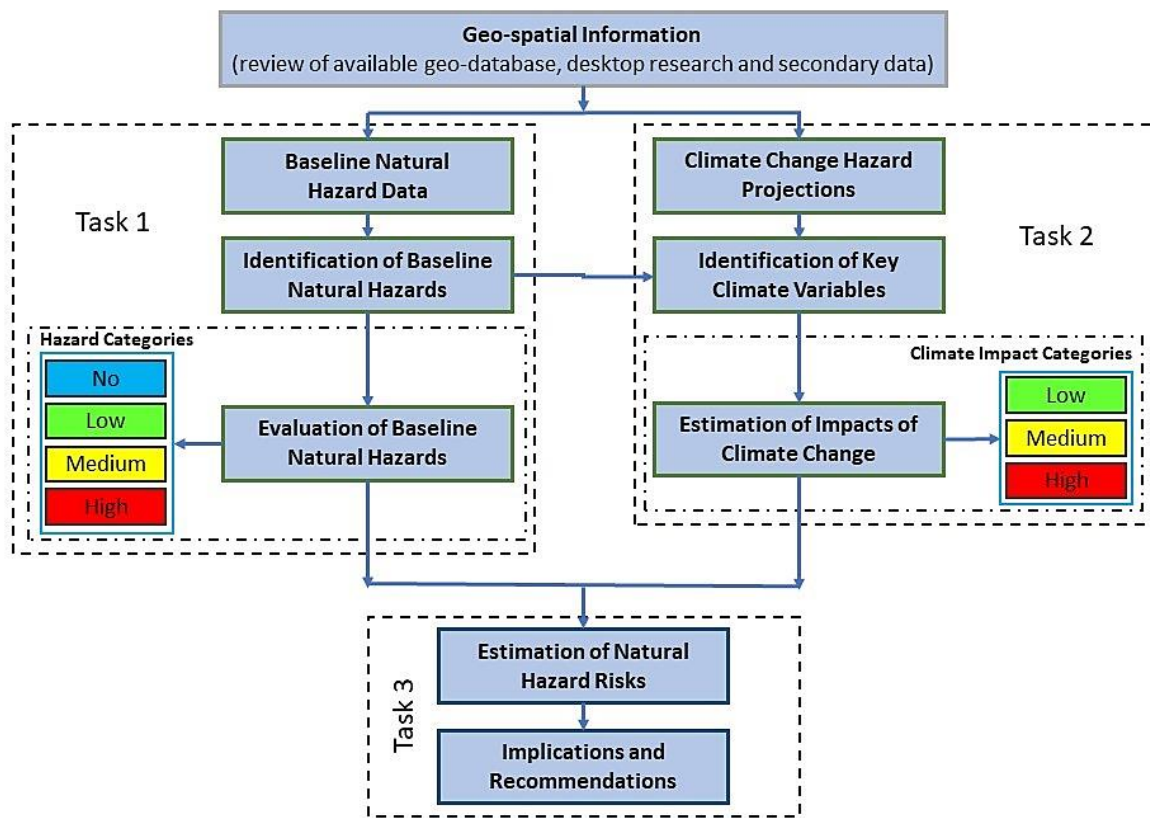 Geo-spatial Information
(review of available geo-database, desktop research and secondary data)
Task 1
Baseline Natural
Hazard Data
Identification of Baseline
Natural Hazards
Hazard Categories
No
Low
Medium
High
Evaluation of Baseline
Natural Hazards
Climate Change Hazard
Projections
Task 2
Identification of Key
Climate Variables
Climate Impact Categories
Estimation of Impacts of
Climate Change
Low
Medium
High
Task 3
Estimation of Natural
Hazard Risks
Implications and
Recommendations